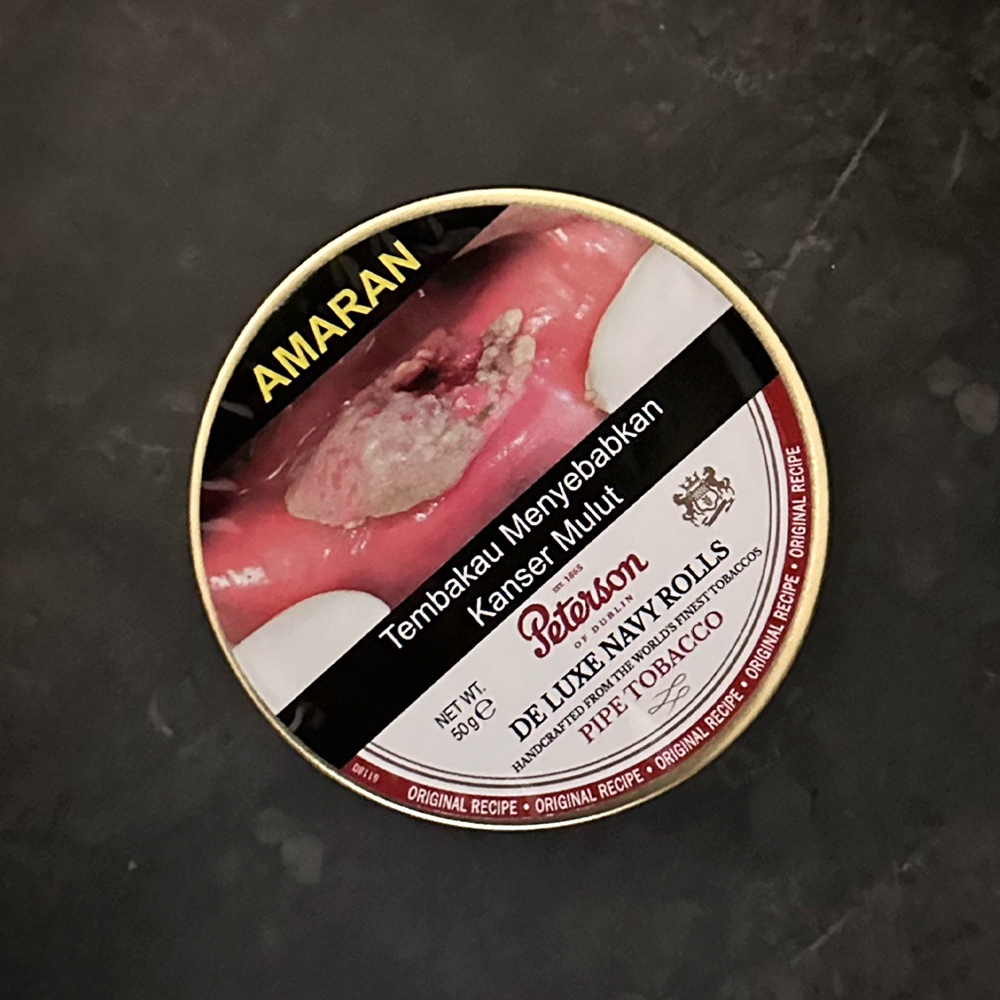 AMARAN
Tembakau Menyebabkan
Kanser Mulut
EST. 1865
Peterson
OF DUBLIN
DE LUXE NAVY ROLLS
HANDCRAFTED FROM THE WORLD'S FINEST TOBACCOS
PIPE TOBACCO
NET WT.
50g℮
D8119
ORIGINAL RECIPE • ORIGINAL RECIPE • ORIGINAL RECIPE • ORIGINAL RECIPE • ORIGINAL RECIPE